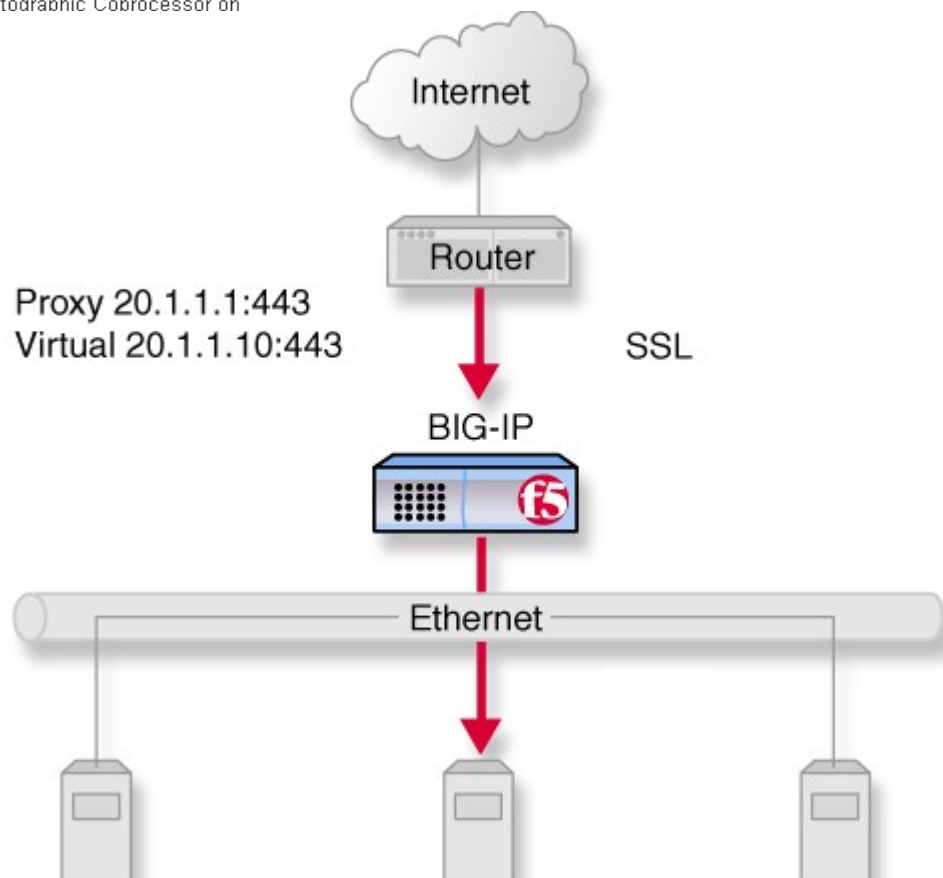 Internet
Router
Proxy 20.1.1.1:443
Virtual 20.1.1.10:443
SSL
BIG-IP
f5
Ethernet